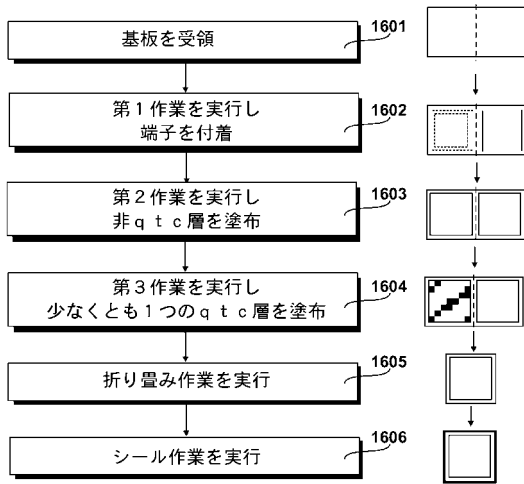 基板を受領
1601
第1作業を実行し
端子を付着
1602
第2作業を実行し
非qtc層を塗布
1603
第3作業を実行し
少なくとも1つのqtc層を塗布
1604
折り畳み作業を実行
1605
シール作業を実行
1606